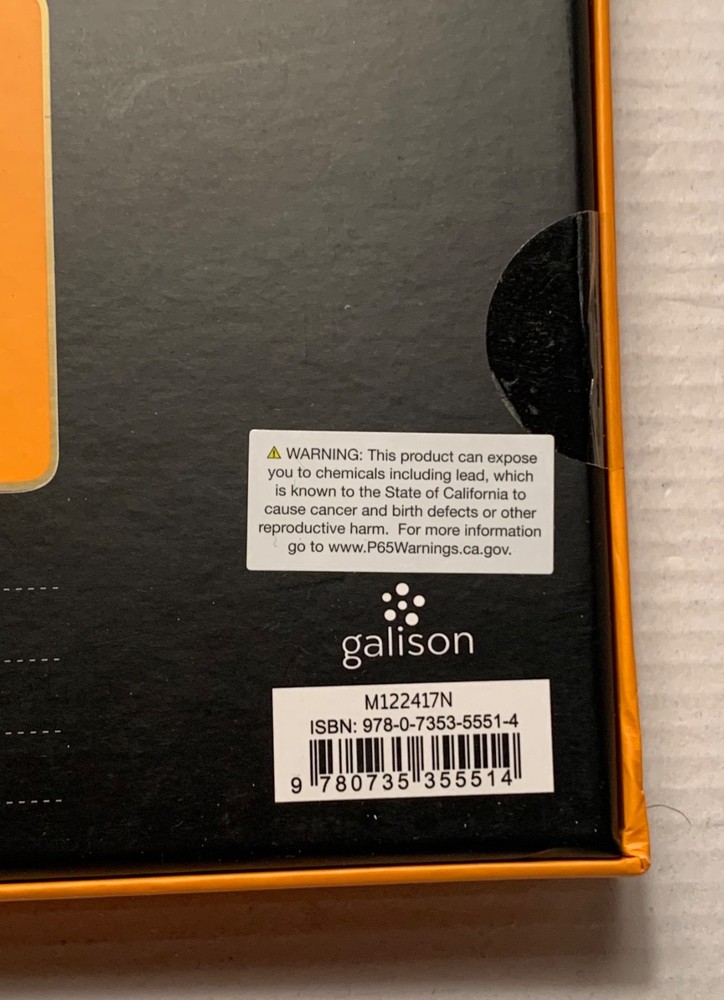 ⚠ WARNING: This product can expose
you to chemicals including lead, which
is known to the State of California to
cause cancer and birth defects or other
reproductive harm. For more information
go to www.P65Warnings.ca.gov.
galison
M122417N
ISBN: 978-0-7353-5551-4
9 780735 355514